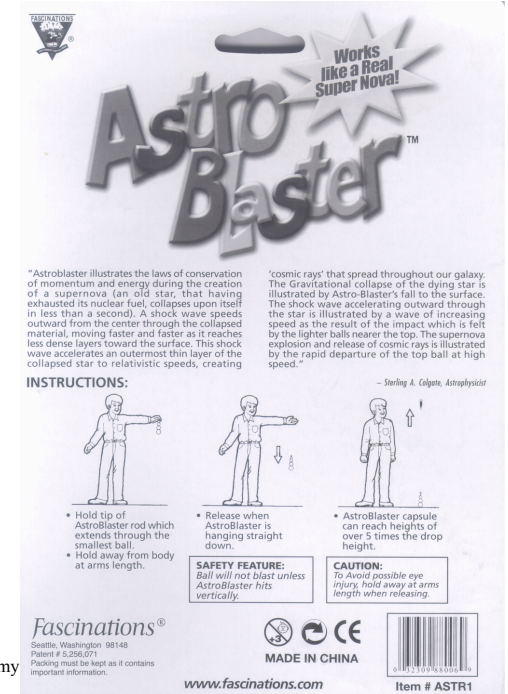 FASCINATIONS
®
Works
like a Real
Super Nova!
Astro
Blaster™
"Astroblaster illustrates the laws of conservation
of momentum and energy during the creation
of a supernova (an old star, that having
exhausted its nuclear fuel, collapses upon itself
in less than a second). A shock wave speeds
outward from the center through the collapsed
material, moving faster and faster as it reaches
less dense layers toward the surface. This shock
wave accelerates an outermost thin layer of the
collapsed star to relativistic speeds, creating
'cosmic rays' that spread throughout our galaxy.
The Gravitational collapse of the dying star is
illustrated by Astro-Blaster's fall to the surface.
The shock wave accelerating outward through
the star is illustrated by a wave of increasing
speed as the result of the impact which is felt
by the lighter balls nearer the top. The supernova
explosion and release of cosmic rays is illustrated
by the rapid departure of the top ball at high
speed."
– Sterling A. Colgate, Astrophysicist
INSTRUCTIONS:
• Hold tip of
AstroBlaster rod which
extends through the
smallest ball.
• Hold away from body
at arms length.
• Release when
AstroBlaster is
hanging straight
down.
• AstroBlaster capsule
can reach heights of
over 5 times the drop
height.
SAFETY FEATURE:
Ball will not blast unless
AstroBlaster hits
vertically.
CAUTION:
To Avoid possible eye
injury, hold away at arms
length when releasing.
Fascinations®
Seattle, Washington 98148
Patent # 5,256,071
Packing must be kept as it contains
important information.
my
+3
CE
MADE IN CHINA
www.fascinations.com
0 32309 88006 9
Item # ASTR1